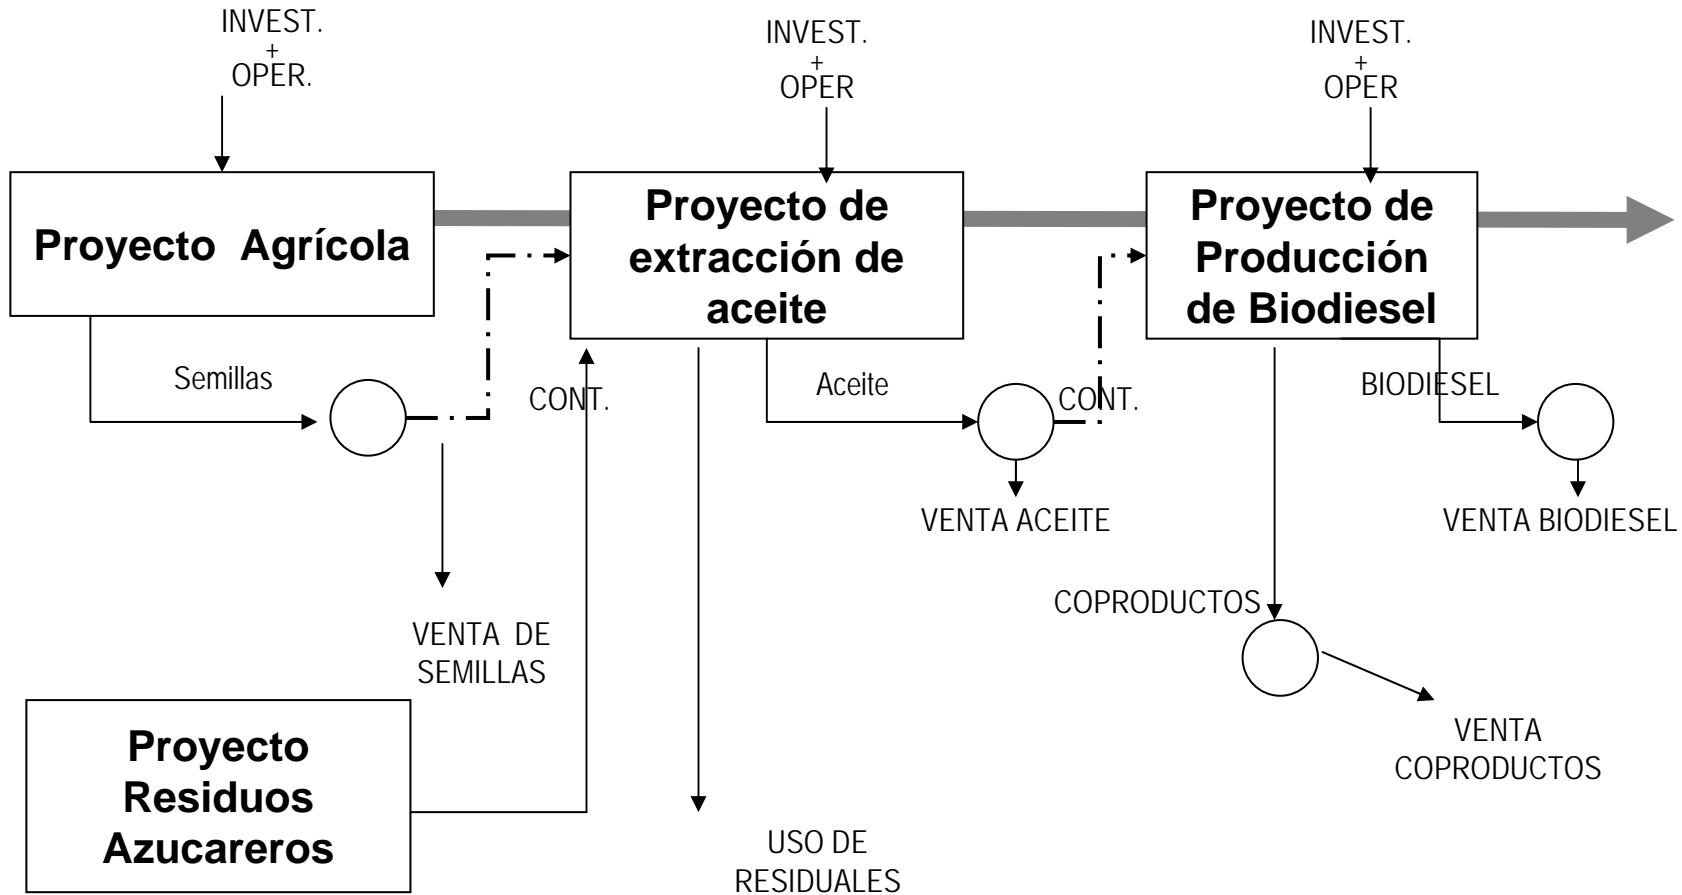 INVEST.
+
OPER.
INVEST.
+
OPER
INVEST.
+
OPER
Proyecto Agrícola
Proyecto de
extracción de
aceite
Proyecto de
Producción
de Biodiesel
Semillas
CONT.
Aceite
CONT.
BIODIESEL
VENTA ACEITE
VENTA BIODIESEL
COPRODUCTOS
VENTA DE
SEMILLAS
Proyecto
Residuos
Azucareros
VENTA
COPRODUCTOS
USO DE
RESIDUALES